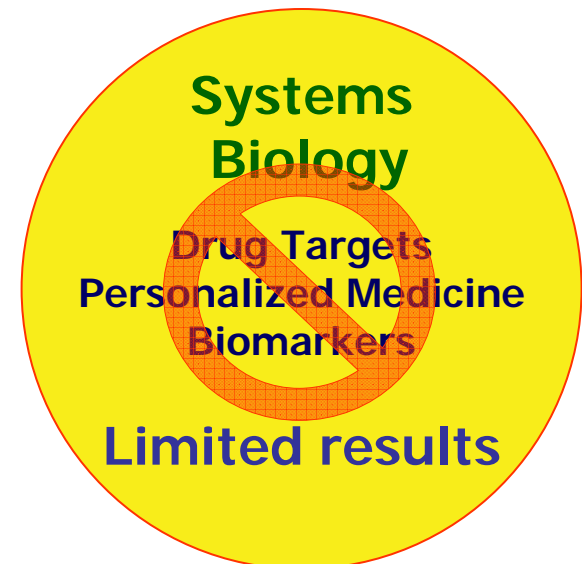 Systems
Biology
Drug Targets
Personalized Medicine
Biomarkers
Limited results